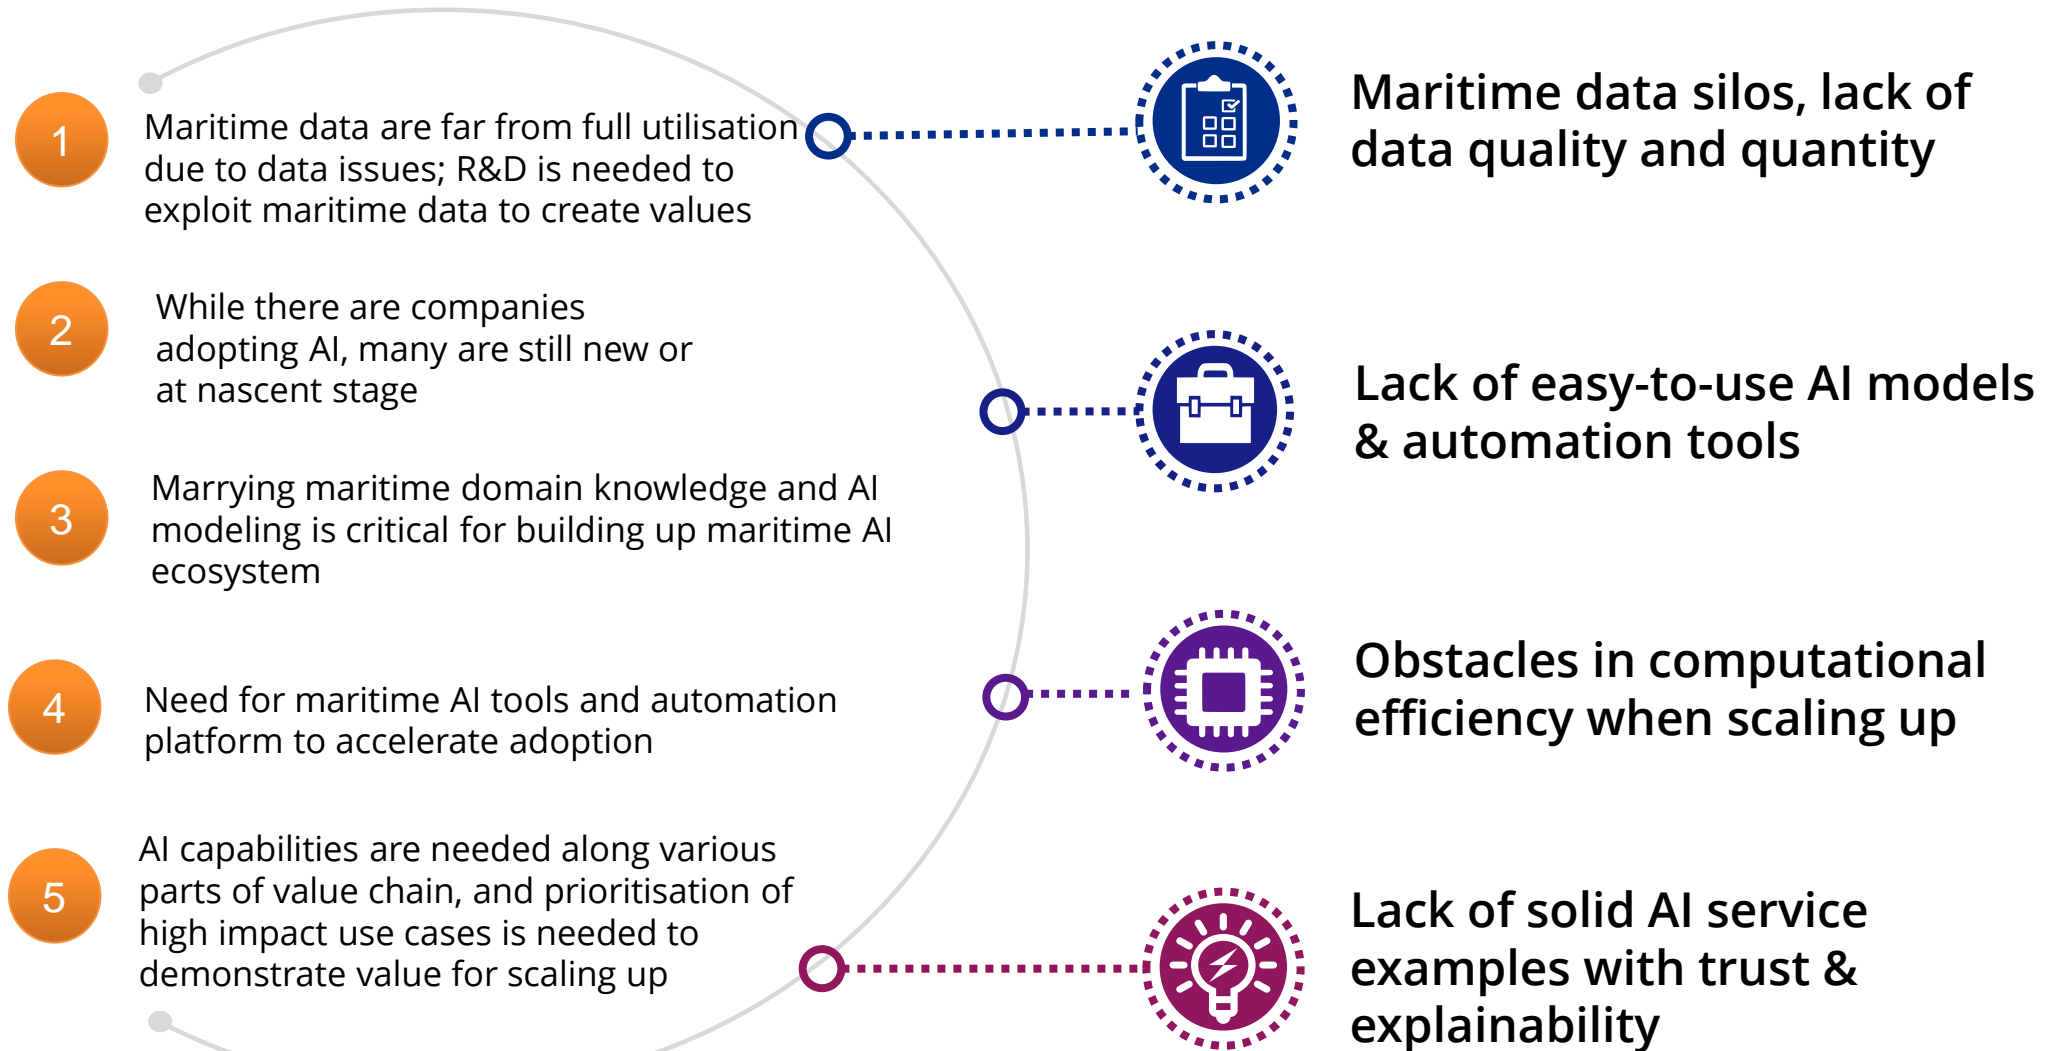 1
Maritime data are far from full utilisation
due to data issues; R&D is needed to
exploit maritime data to create values
2
While there are companies
adopting AI, many are still new or
at nascent stage
3
Marrying maritime domain knowledge and AI
modeling is critical for building up maritime AI
ecosystem
4
Need for maritime AI tools and automation
platform to accelerate adoption
5
AI capabilities are needed along various
parts of value chain, and prioritisation of
high impact use cases is needed to
demonstrate value for scaling up
Maritime data silos, lack of
data quality and quantity
Lack of easy-to-use AI models
& automation tools
Obstacles in computational
efficiency when scaling up
Lack of solid AI service
examples with trust &
explainability